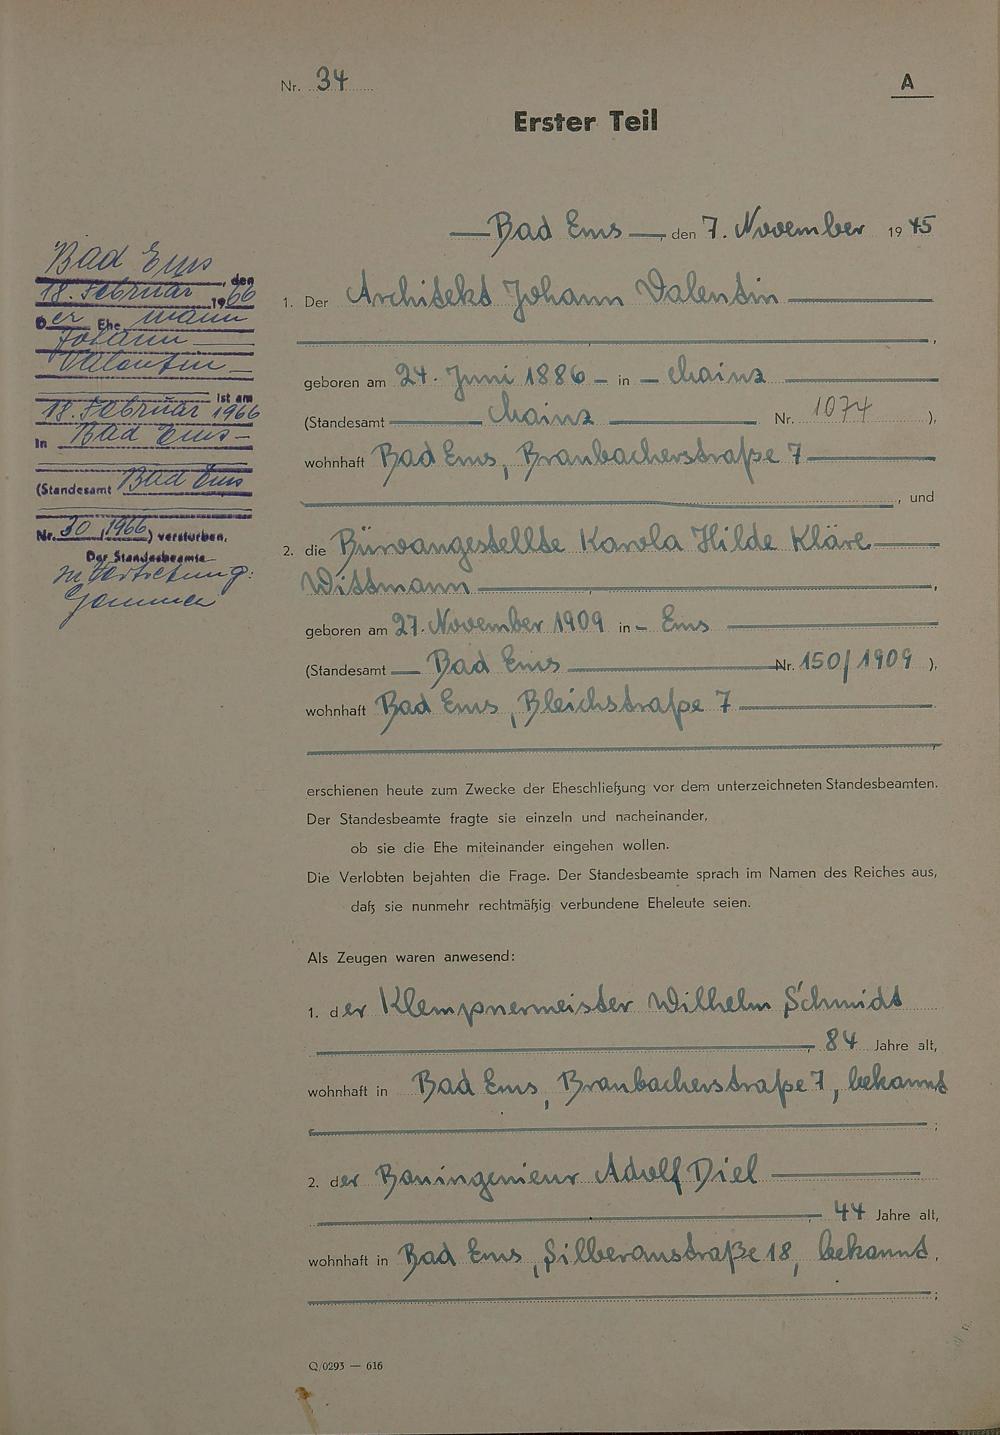 Nr. 34
A
Erster Teil
Bad Ems, den 7. November 1945
1. Der Architekt Johann Valentin
,
geboren am 24. Juni 1886 in Mainz
(Standesamt Mainz Nr. 1074 ),
wohnhaft Bad Ems, Braubacherstraße 7
, und
2. die Büroangestellte Karola Hilde Kläre
Wittmann ,
geboren am 27. November 1909 in Ems
(Standesamt Bad Ems Nr. 150/1909 ),
wohnhaft Bad Ems, Bleichstraße 7
,
erschienen heute zum Zwecke der Eheschließung vor dem unterzeichneten Standesbeamten.
Der Standesbeamte fragte sie einzeln und nacheinander,
ob sie die Ehe miteinander eingehen wollen.
Die Verlobten bejahten die Frage. Der Standesbeamte sprach im Namen des Reiches aus,
daß sie nunmehr rechtmäßig verbundene Eheleute seien.
Als Zeugen waren anwesend:
1. der Klempnermeister Wilhelm Schmidt
, 84 Jahre alt,
wohnhaft in Bad Ems, Braubacherstraße 7, bekannt
;
2. der Bauingenieur Adolf Diel
, 44 Jahre alt,
wohnhaft in Bad Ems, Silberaustraße 18, bekannt.
;
Q/0293 — 616
Bad Ems, den
18. Februar 1966
Der Ehemann
Johann
Valentin
ist am
18. Februar 1966
in Bad Ems
(Standesamt Bad Ems
Nr. 30/1966) verstorben.
Der Standesbeamte
In Vertretung: